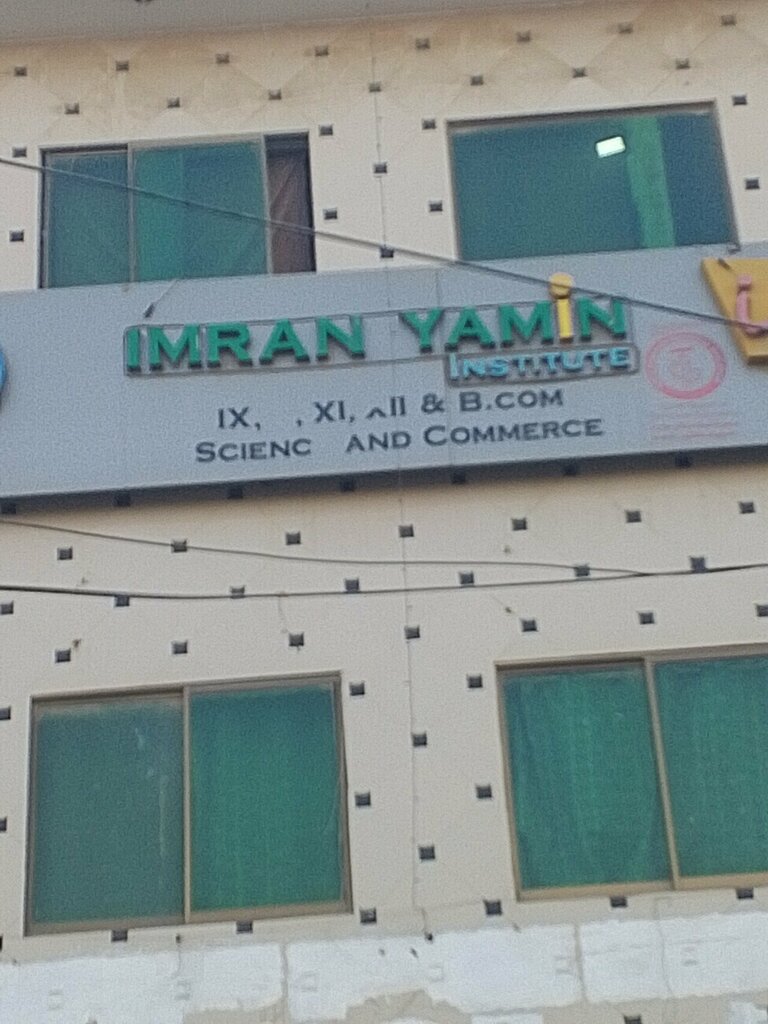 IMRAN YAMiN
INSTITUTE
IX, , XI, II & B.COM
SCIENC AND COMMERCE
i